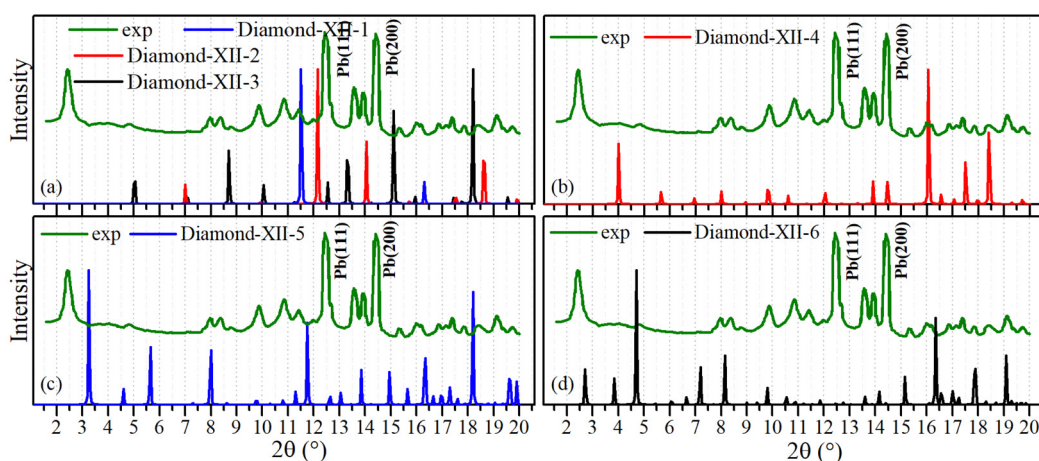 exp Diamond-XII-1
Diamond-XII-2
Diamond-XII-3
Pb(111)
Pb(200)
Intensity
(a)
exp Diamond-XII-4
Pb(111)
Pb(200)
(b)
exp Diamond-XII-5
Pb(111)
Pb(200)
Intensity
(c)
2 3 4 5 6 7 8 9 10 11 12 13 14 15 16 17 18 19 20
2θ (°)
exp Diamond-XII-6
Pb(111)
Pb(200)
(d)
2 3 4 5 6 7 8 9 10 11 12 13 14 15 16 17 18 19 20
2θ (°)